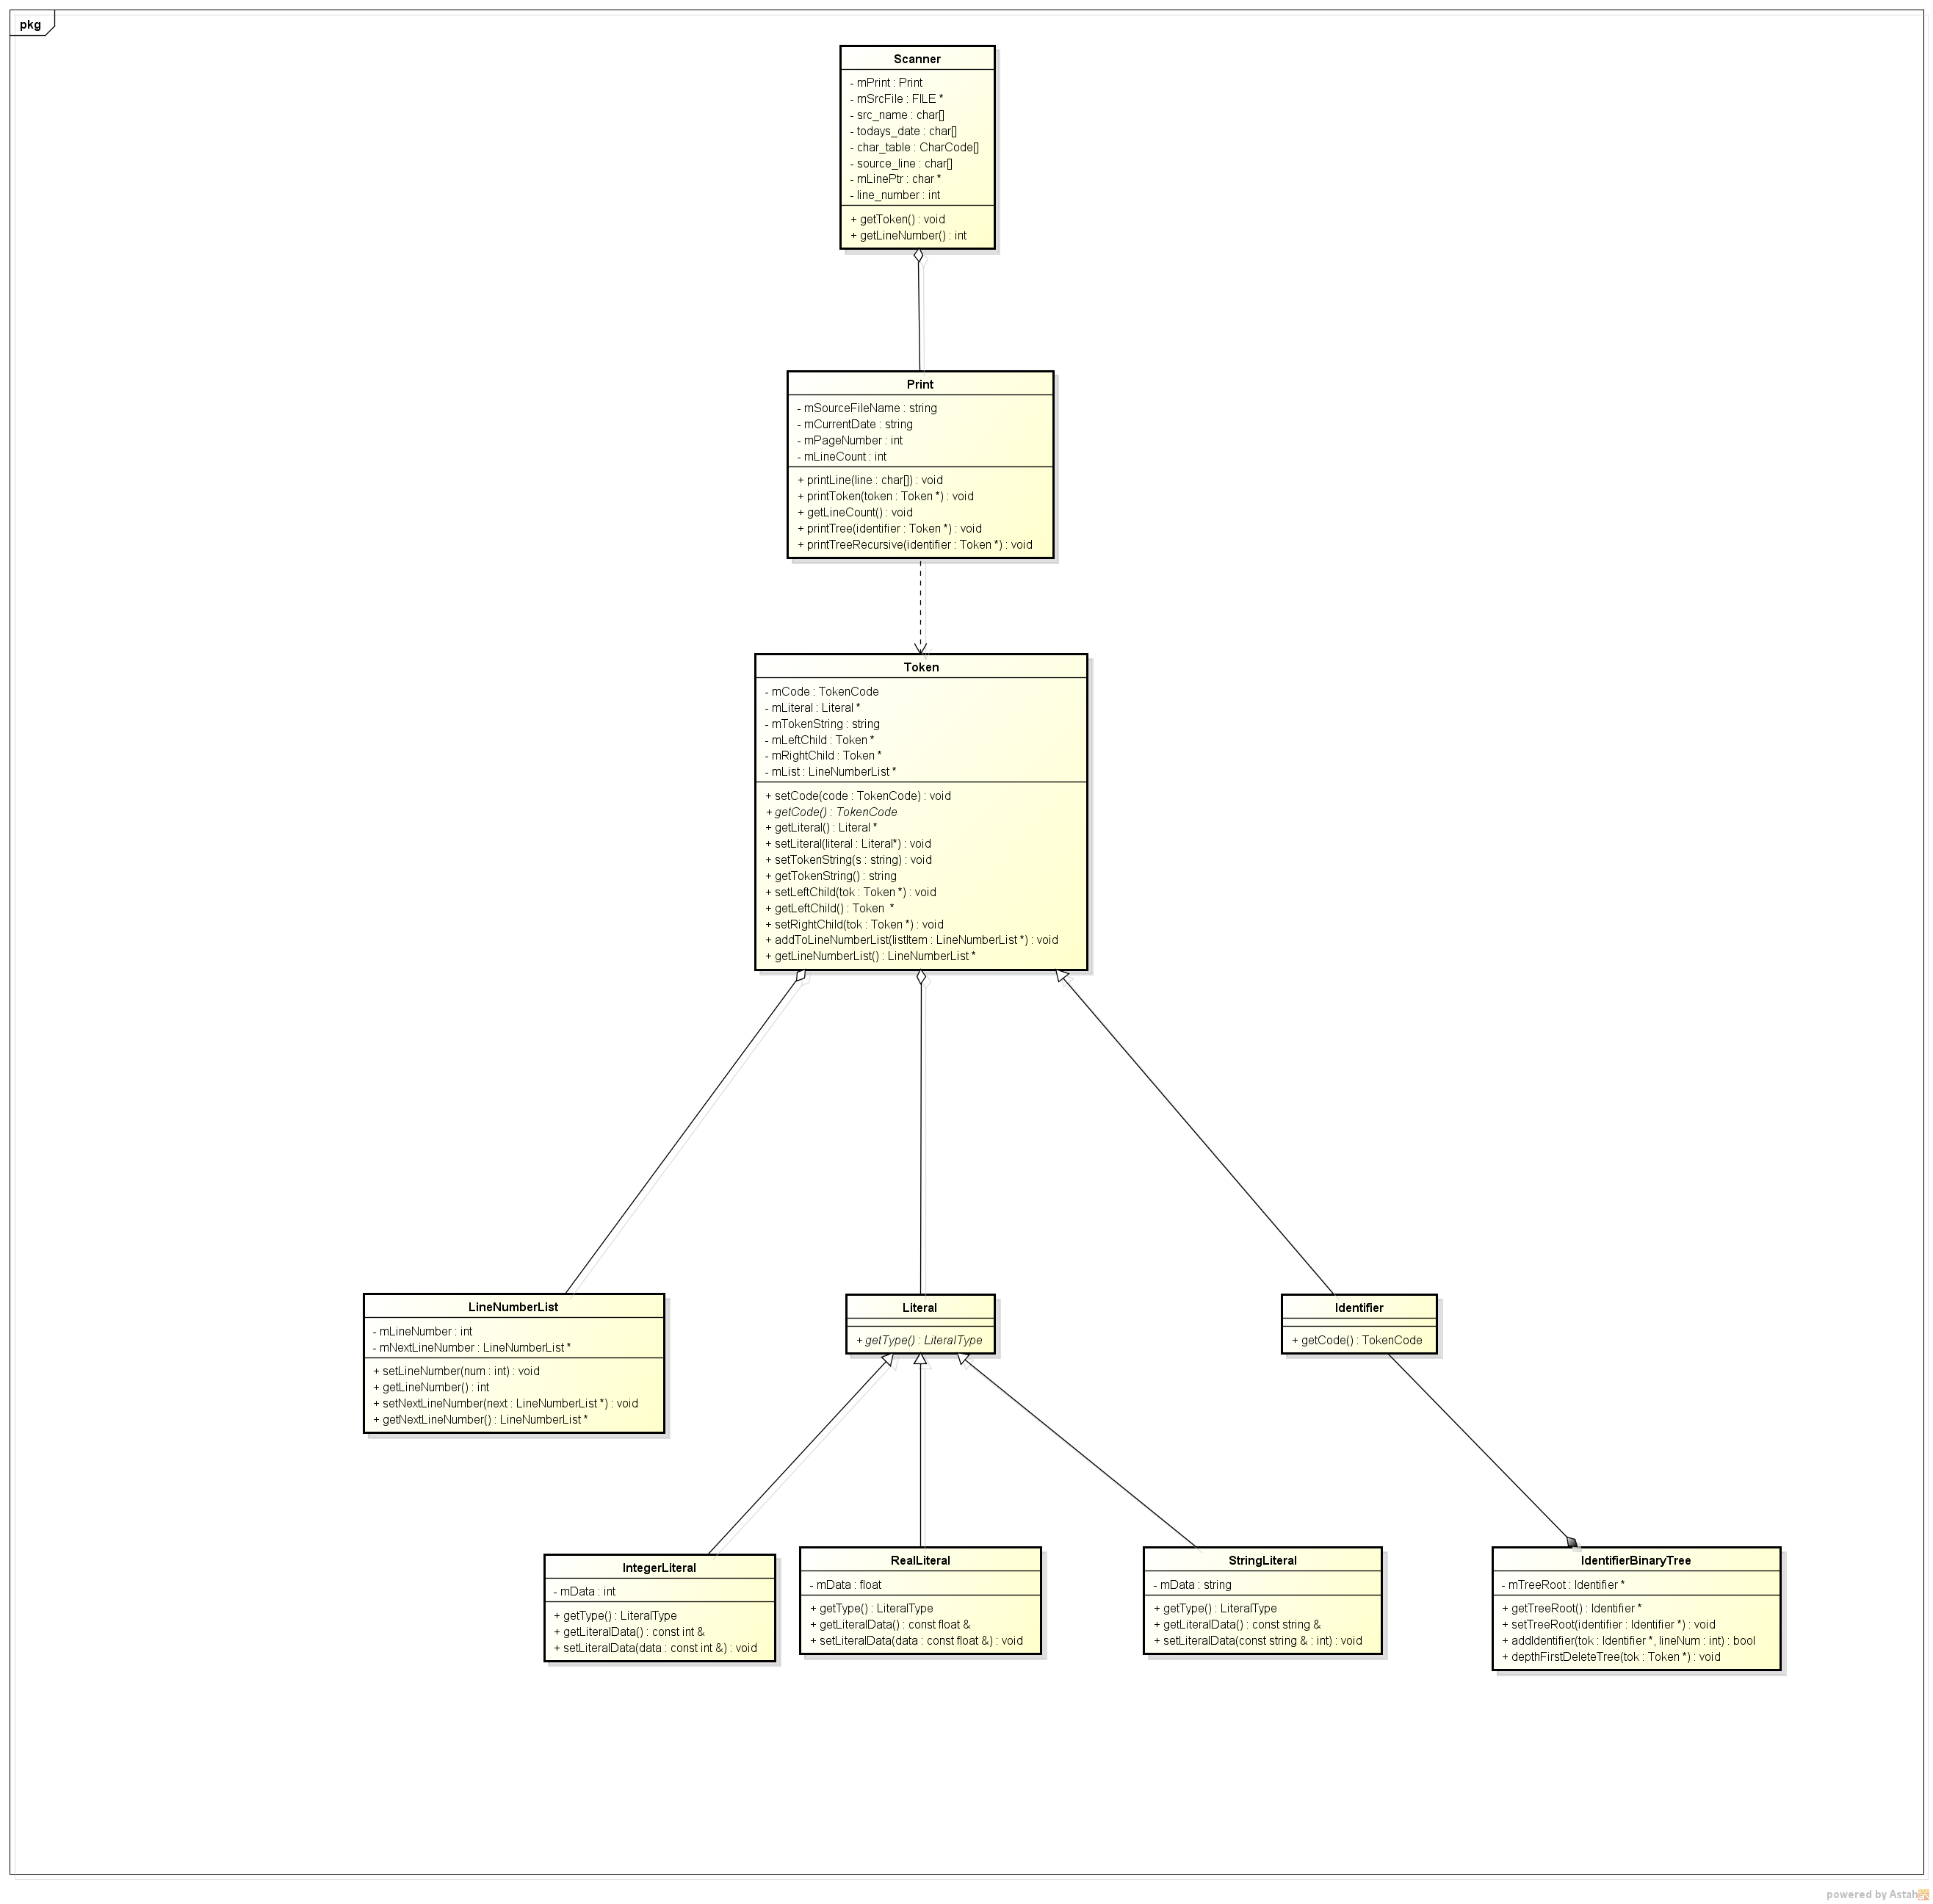 pkg
Scanner
- mPrint : Print
- mSrcFile : FILE *
- src_name : char[]
- todays_date : char[]
- char_table : CharCode[]
- source_line : char[]
- mLinePtr : char *
- line_number : int
+ getToken() : void
+ getLineNumber() : int
Print
- mSourceFileName : string
- mCurrentDate : string
- mPageNumber : int
- mLineCount : int
+ printLine(line : char[]) : void
+ printToken(token : Token *) : void
+ getLineCount() : void
+ printTree(identifier : Token *) : void
+ printTreeRecursive(identifier : Token *) : void
Token
- mCode : TokenCode
- mLiteral : Literal *
- mTokenString : string
- mLeftChild : Token *
- mRightChild : Token *
- mList : LineNumberList *
+ setCode(code : TokenCode) : void
+ getCode() : TokenCode
+ getLiteral() : Literal *
+ setLiteral(literal : Literal*) : void
+ setTokenString(s : string) : void
+ getTokenString() : string
+ setLeftChild(tok : Token *) : void
+ getLeftChild() : Token  *
+ setRightChild(tok : Token *) : void
+ addToLineNumberList(listItem : LineNumberList *) : void
+ getLineNumberList() : LineNumberList *
LineNumberList
- mLineNumber : int
- mNextLineNumber : LineNumberList *
+ setLineNumber(num : int) : void
+ getLineNumber() : int
+ setNextLineNumber(next : LineNumberList *) : void
+ getNextLineNumber() : LineNumberList *
Literal
+ getType() : LiteralType
Identifier
+ getCode() : TokenCode
IntegerLiteral
- mData : int
+ getType() : LiteralType
+ getLiteralData() : const int &
+ setLiteralData(data : const int &) : void
RealLiteral
- mData : float
+ getType() : LiteralType
+ getLiteralData() : const float &
+ setLiteralData(data : const float &) : void
StringLiteral
- mData : string
+ getType() : LiteralType
+ getLiteralData() : const string &
+ setLiteralData(const string & : int) : void
IdentifierBinaryTree
- mTreeRoot : Identifier *
+ getTreeRoot() : Identifier *
+ setTreeRoot(identifier : Identifier *) : void
+ addIdentifier(tok : Identifier *, lineNum : int) : bool
+ depthFirstDeleteTree(tok : Token *) : void
powered by Astah